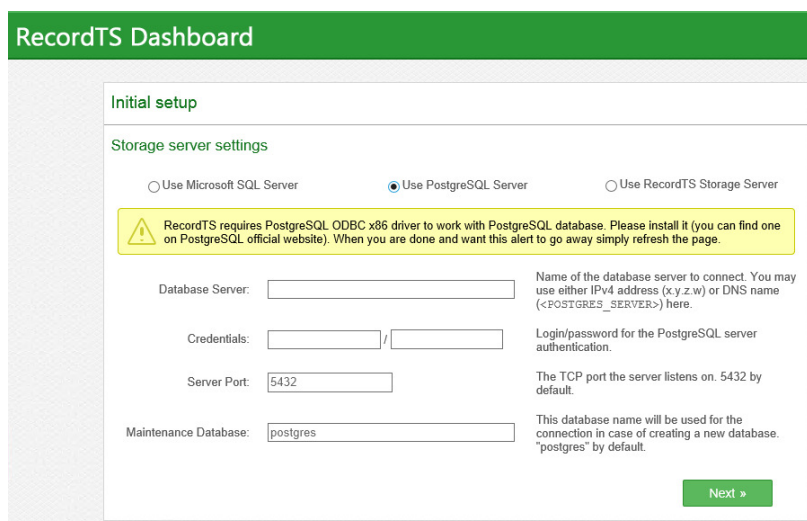 RecordTS Dashboard
Initial setup
Storage server settings
Use Microsoft SQL Server
Use PostgreSQL Server
Use RecordTS Storage Server
RecordTS requires PostgreSQL ODBC x86 driver to work with PostgreSQL database. Please install it (you can find one
on PostgreSQL official website). When you are done and want this alert to go away simply refresh the page.
Database Server:
Name of the database server to connect. You may
use either IPv4 address (x.y.z.w) or DNS name
(<POSTGRES_SERVER>) here.
Credentials:
/
Login/password for the PostgreSQL server
authentication.
Server Port:
5432
The TCP port the server listens on. 5432 by
default.
Maintenance Database:
postgres
This database name will be used for the
connection in case of creating a new database.
"postgres" by default.
Next »